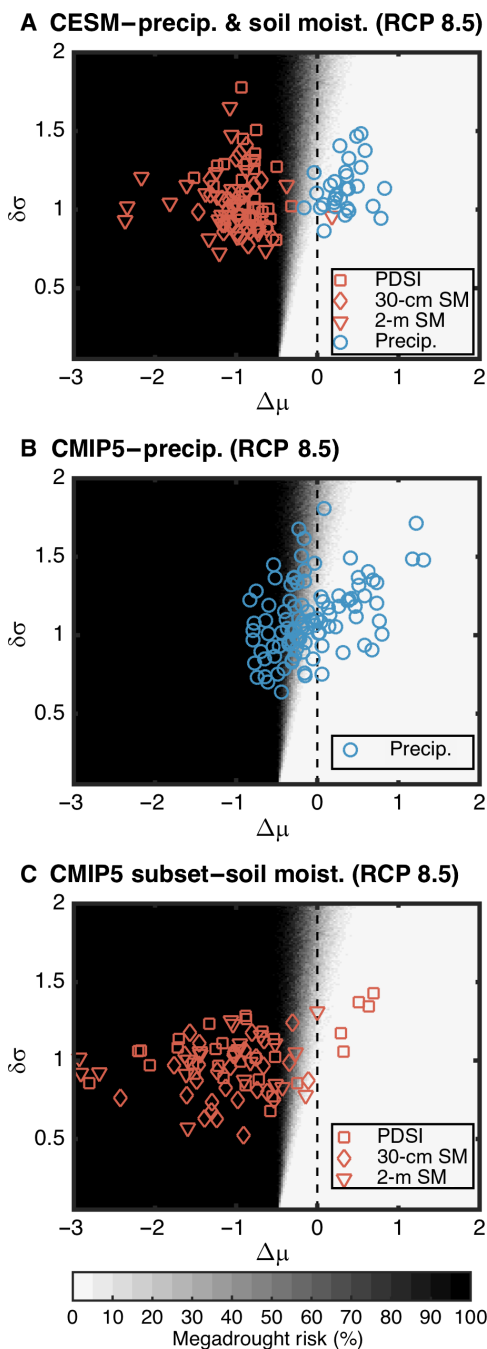 A CESM–precip. & soil moist. (RCP 8.5)
2
1.5
1
0.5
δσ
PDSI
30-cm SM
2-m SM
Precip.
−3 −2 −1 0 1 2
Δμ
B CMIP5–precip. (RCP 8.5)
2
1.5
1
0.5
δσ
Precip.
−3 −2 −1 0 1 2
Δμ
C CMIP5 subset–soil moist. (RCP 8.5)
2
1.5
1
0.5
δσ
PDSI
30-cm SM
2-m SM
−3 −2 −1 0 1 2
Δμ
0 10 20 30 40 50 60 70 80 90 100
Megadrought risk (%)